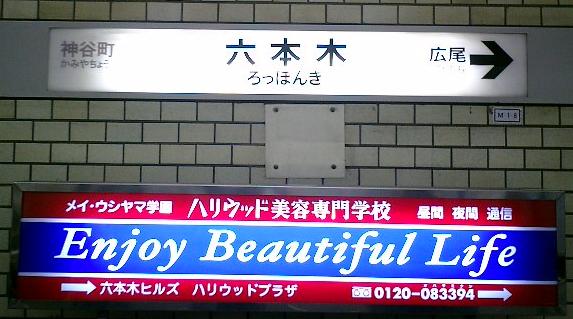 神谷町 六本木 広尾
かみやちょう ろっぽんぎ
M18
メイ・ウシヤマ学園 ハリウッド美容専門学校 昼間 夜間 通信
Enjoy Beautiful Life
六本木ヒルズ ハリウッドプラザ 0120-083394